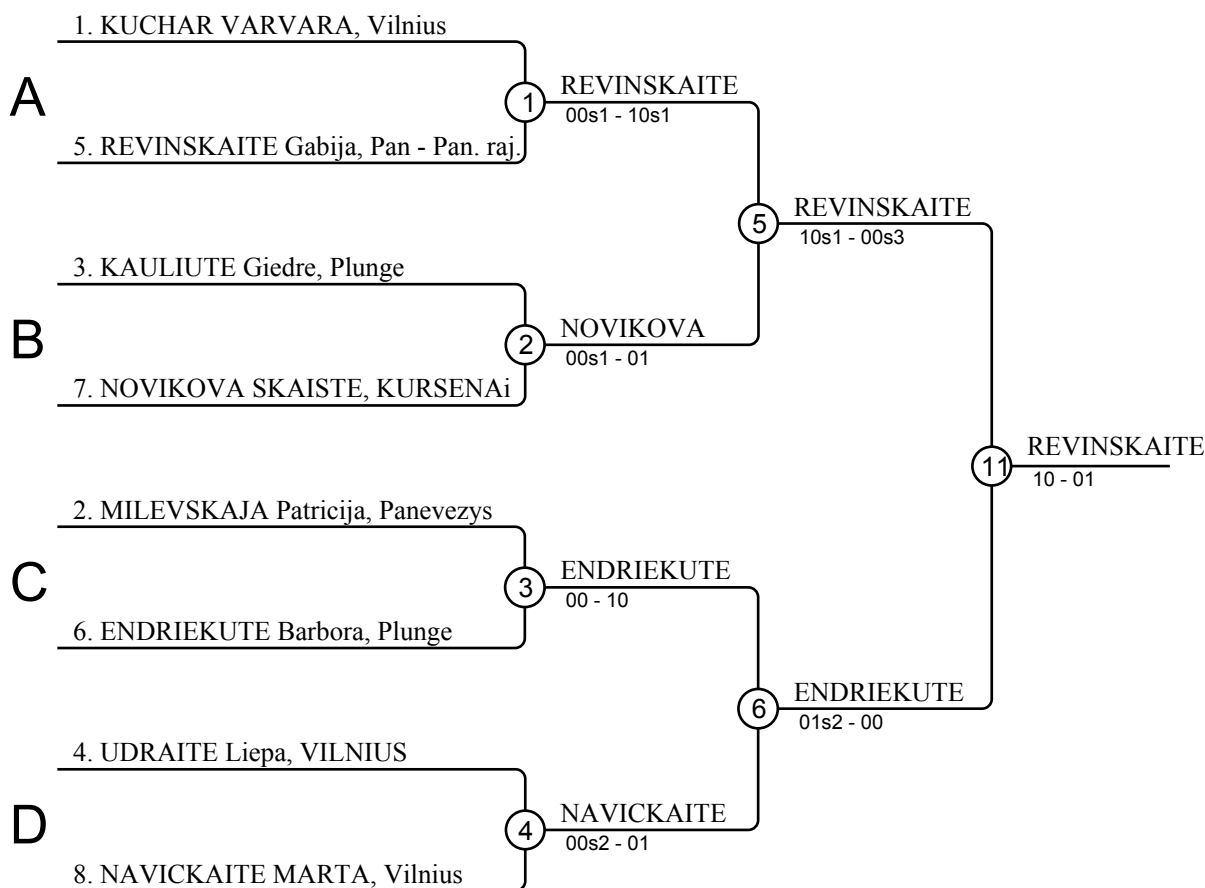 1. KUCHAR VARVARA, Vilnius
A
1
REVINSKAITE
00s1 - 10s1
5. REVINSKAITE Gabija, Pan - Pan. raj.
5
REVINSKAITE
10s1 - 00s3
3. KAULIUTE Giedre, Plunge
B
2
NOVIKOVA
00s1 - 01
7. NOVIKOVA SKAISTE, KURSENAi
11
REVINSKAITE
10 - 01
2. MILEVSKAJA Patricija, Panevezys
C
3
ENDRIEKUTE
00 - 10
6. ENDRIEKUTE Barbora, Plunge
6
ENDRIEKUTE
01s2 - 00
4. UDRAITE Liepa, VILNIUS
D
4
NAVICKAITE
00s2 - 01
8. NAVICKAITE MARTA, Vilnius